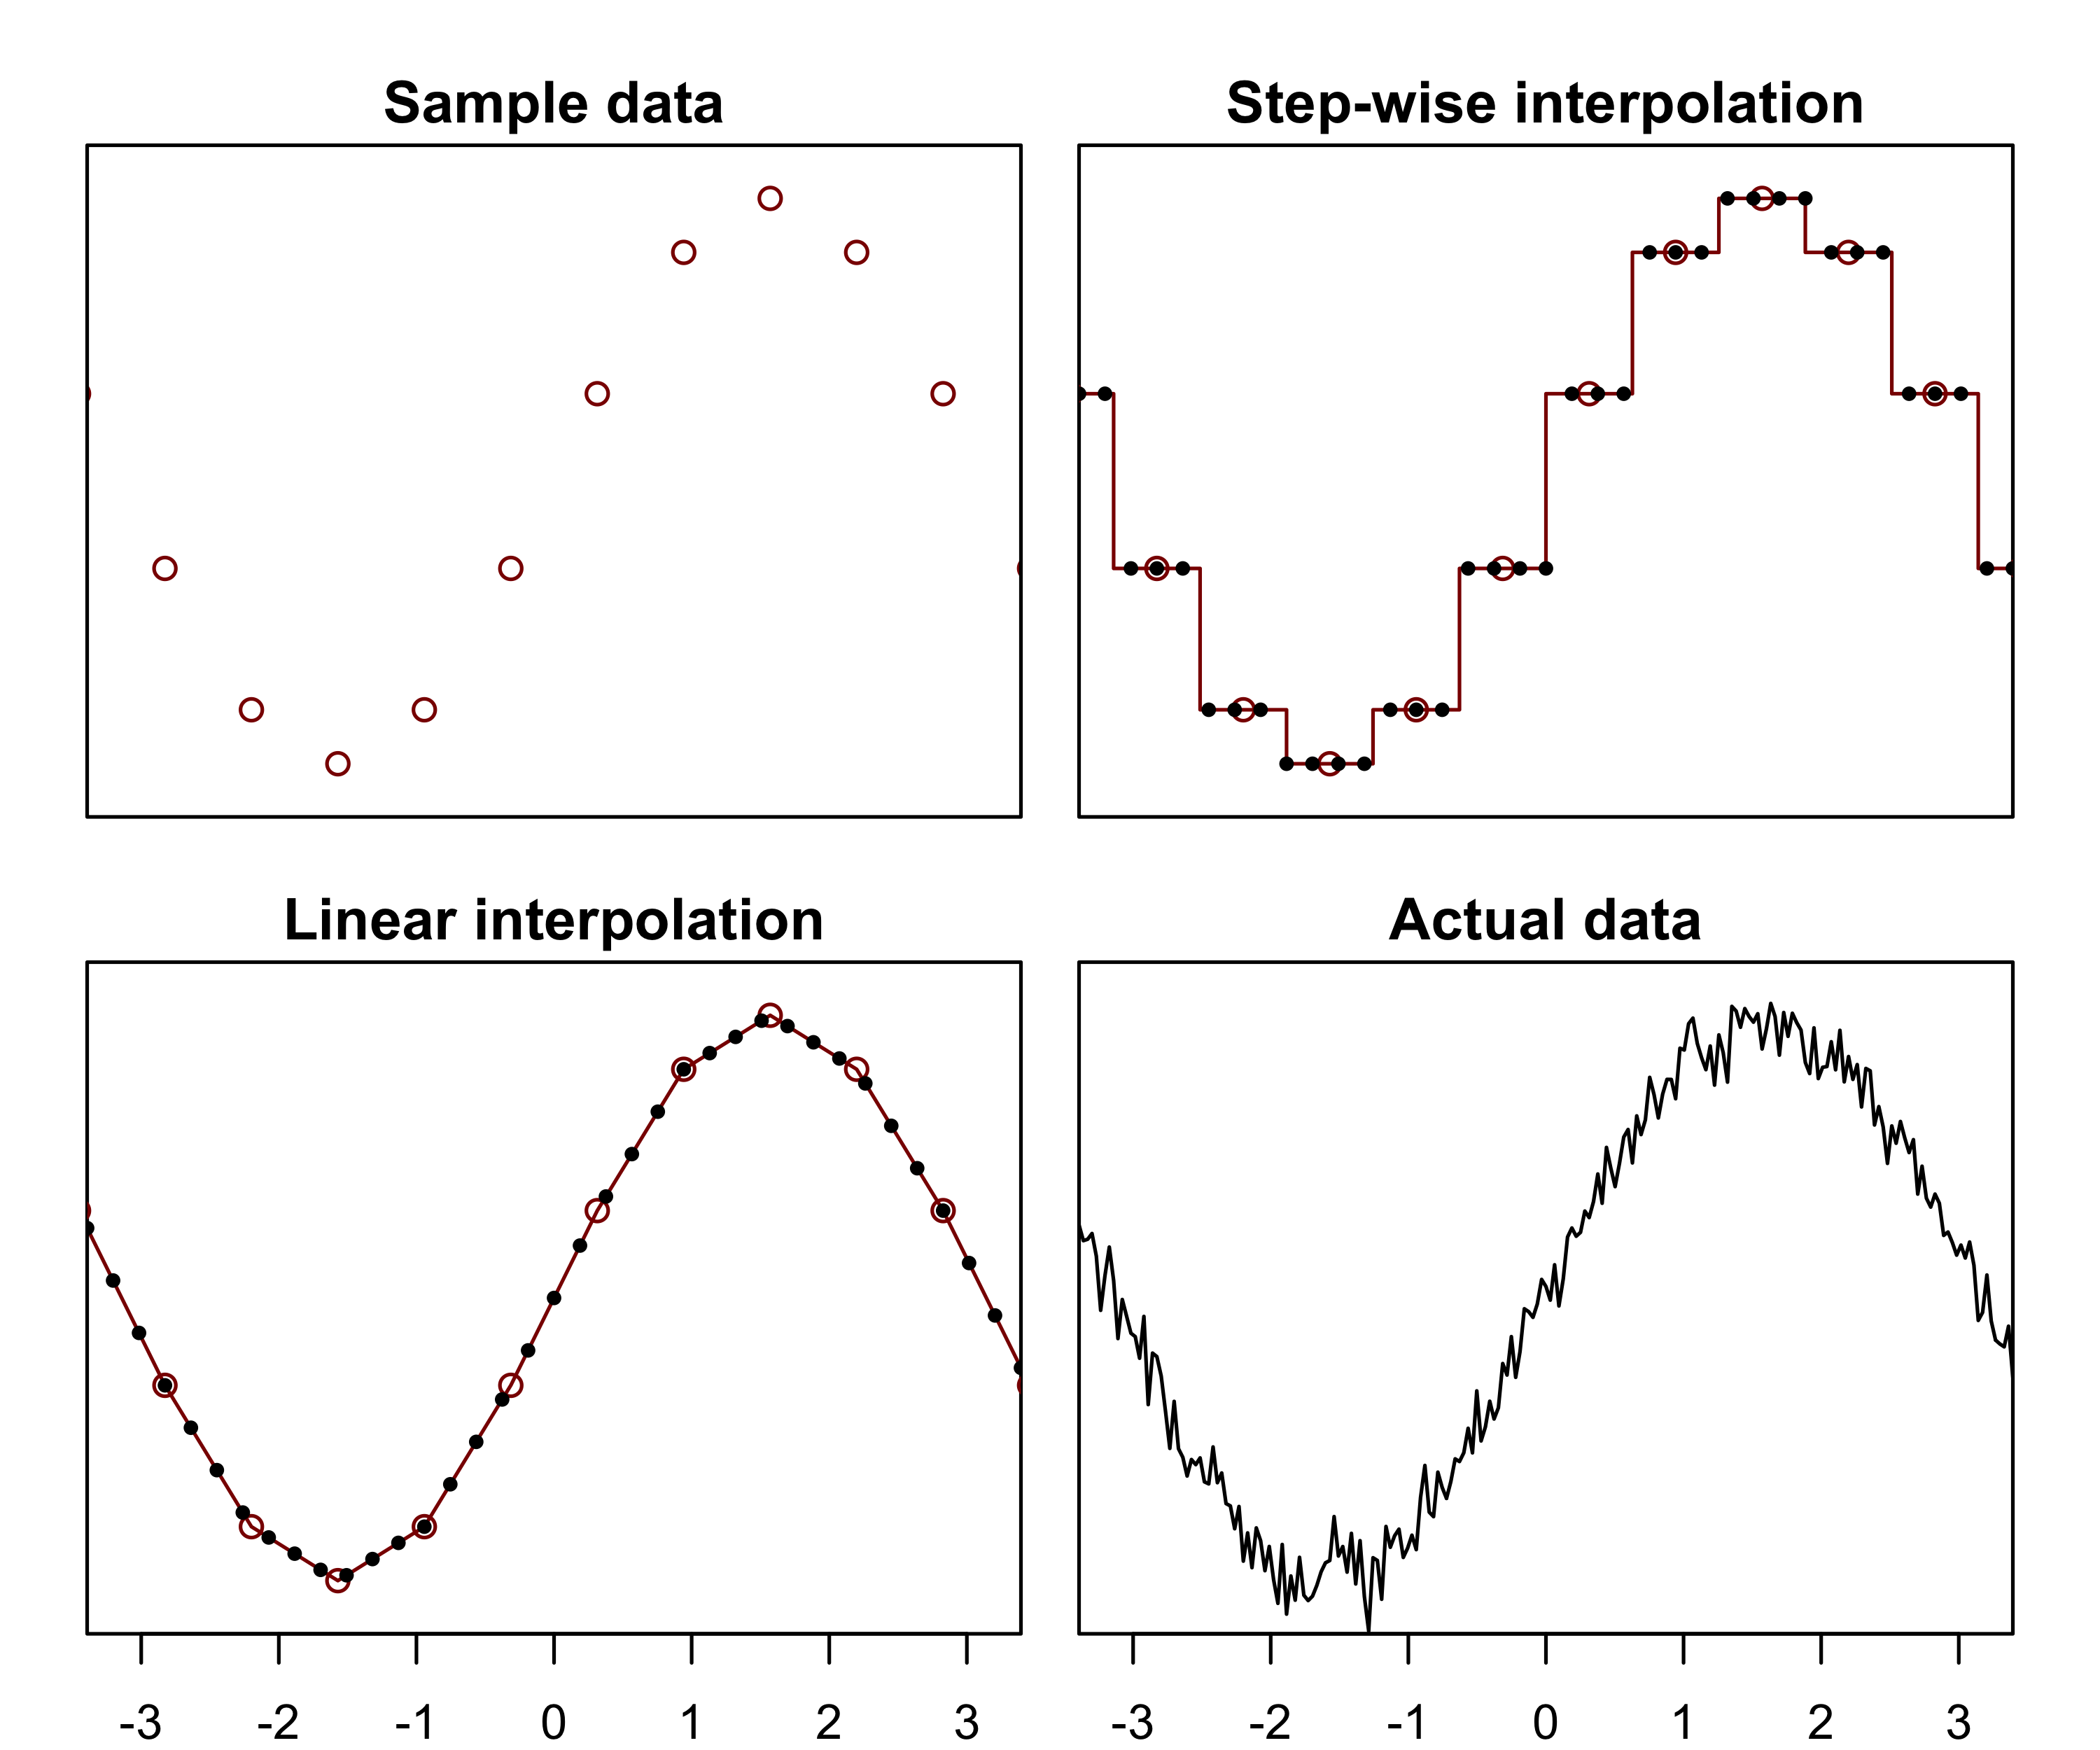 Sample data
Step-wise interpolation
Linear interpolation
Actual data
-3 -2 -1 0 1 2 3
-3 -2 -1 0 1 2 3